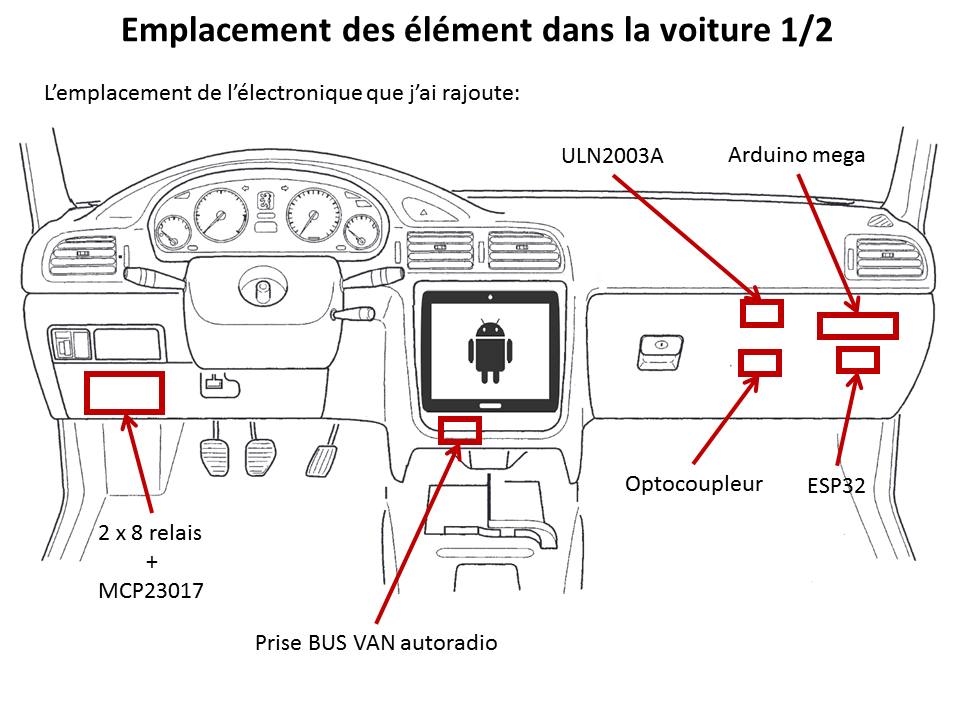 Emplacement des élément dans la voiture 1/2
L'emplacement de l'électronique que j'ai rajoute:
ULN2003A
Arduino mega
Optocoupleur
ESP32
2 x 8 relais
+
MCP23017
Prise BUS VAN autoradio